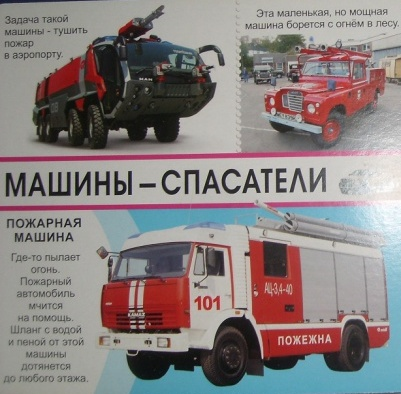 Задача такой
машины - тушить
пожар
в аэропорту.
Эта маленькая, но мощная
машина борется с огнём в лесу.
MAN
МАШИНЫ – СПАСАТЕЛИ
ПОЖАРНАЯ
МАШИНА
Где-то пылает
огонь.
Пожарный
автомобиль
мчится
на помощь.
Шланг с водой
и пеной от этой
машины
дотянется
до любого этажа.
101
КАМАЗ
АЦ-3,4-40
ПОЖЕЖНА